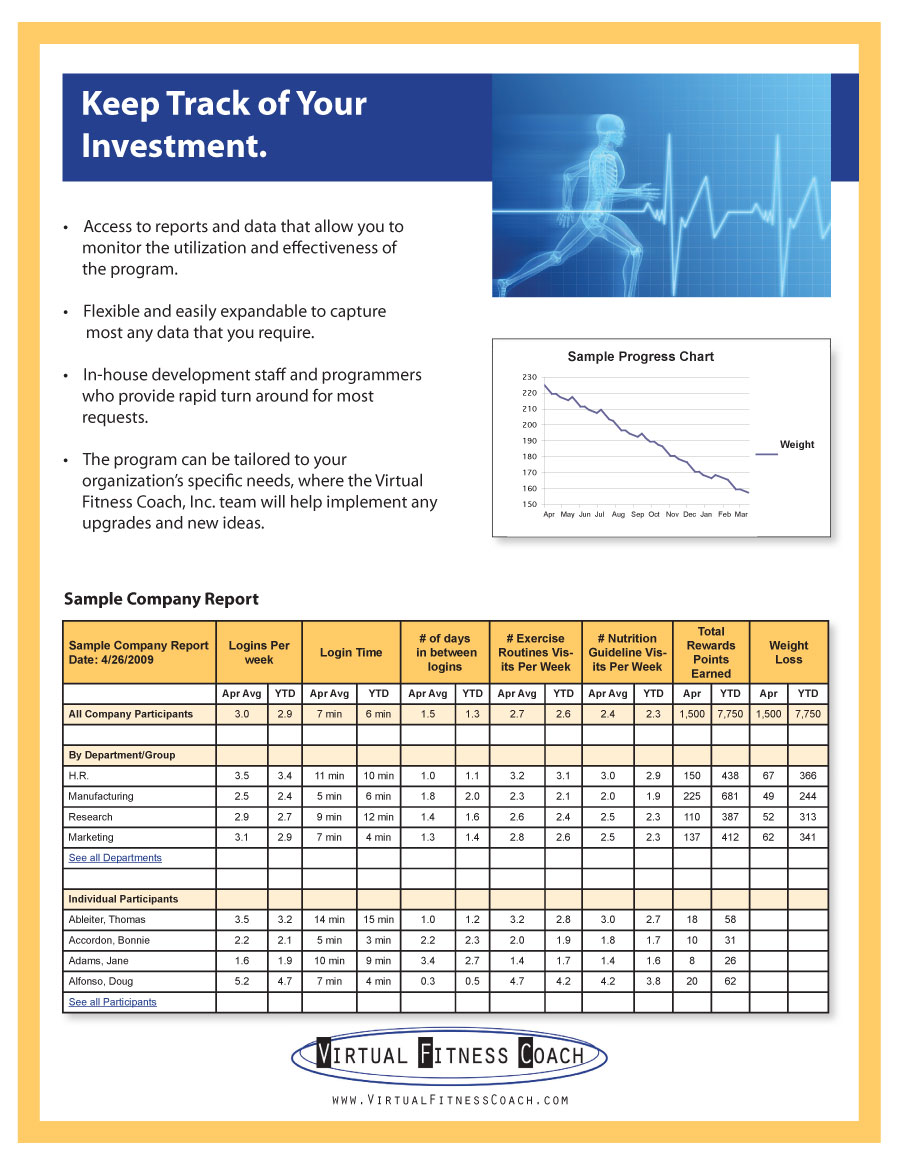 Keep Track of Your
Investment.
• Access to reports and data that allow you to
monitor the utilization and effectiveness of
the program.
• Flexible and easily expandable to capture
most any data that you require.
• In-house development staff and programmers
who provide rapid turn around for most
requests.
• The program can be tailored to your
organization's specific needs, where the Virtual
Fitness Coach, Inc. team will help implement any
upgrades and new ideas.
Sample Progress Chart
230
220
210
200
190
180
170
160
150
Apr May Jun Jul Aug Sep Oct Nov Dec Jan Feb Mar
Weight
Sample Company Report
Sample Company Report
Date: 4/26/2009
Logins Per
week
Login Time
# of days
in between
logins
# Exercise
Routines Vis-
its Per Week
# Nutrition
Guideline Vis-
its Per Week
Total
Rewards
Points
Earned
Weight
Loss
Apr Avg YTD Apr Avg YTD Apr Avg YTD Apr Avg YTD Apr Avg YTD Apr YTD Apr YTD
All Company Participants 3.0 2.9 7 min 6 min 1.5 1.3 2.7 2.6 2.4 2.3 1,500 7,750 1,500 7,750
By Department/Group
H.R. 3.5 3.4 11 min 10 min 1.0 1.1 3.2 3.1 3.0 2.9 150 438 67 366
Manufacturing 2.5 2.4 5 min 6 min 1.8 2.0 2.3 2.1 2.0 1.9 225 681 49 244
Research 2.9 2.7 9 min 12 min 1.4 1.6 2.6 2.4 2.5 2.3 110 387 52 313
Marketing 3.1 2.9 7 min 4 min 1.3 1.4 2.8 2.6 2.5 2.3 137 412 62 341
See all Departments
Individual Participants
Ableiter, Thomas 3.5 3.2 14 min 15 min 1.0 1.2 3.2 2.8 3.0 2.7 18 58
Accordon, Bonnie 2.2 2.1 5 min 3 min 2.2 2.3 2.0 1.9 1.8 1.7 10 31
Adams, Jane 1.6 1.9 10 min 9 min 3.4 2.7 1.4 1.7 1.4 1.6 8 26
Alfonso, Doug 5.2 4.7 7 min 4 min 0.3 0.5 4.7 4.2 4.2 3.8 20 62
See all Participants
VIRTUAL FITNESS COACH
www.VirtualFitnessCoach.com